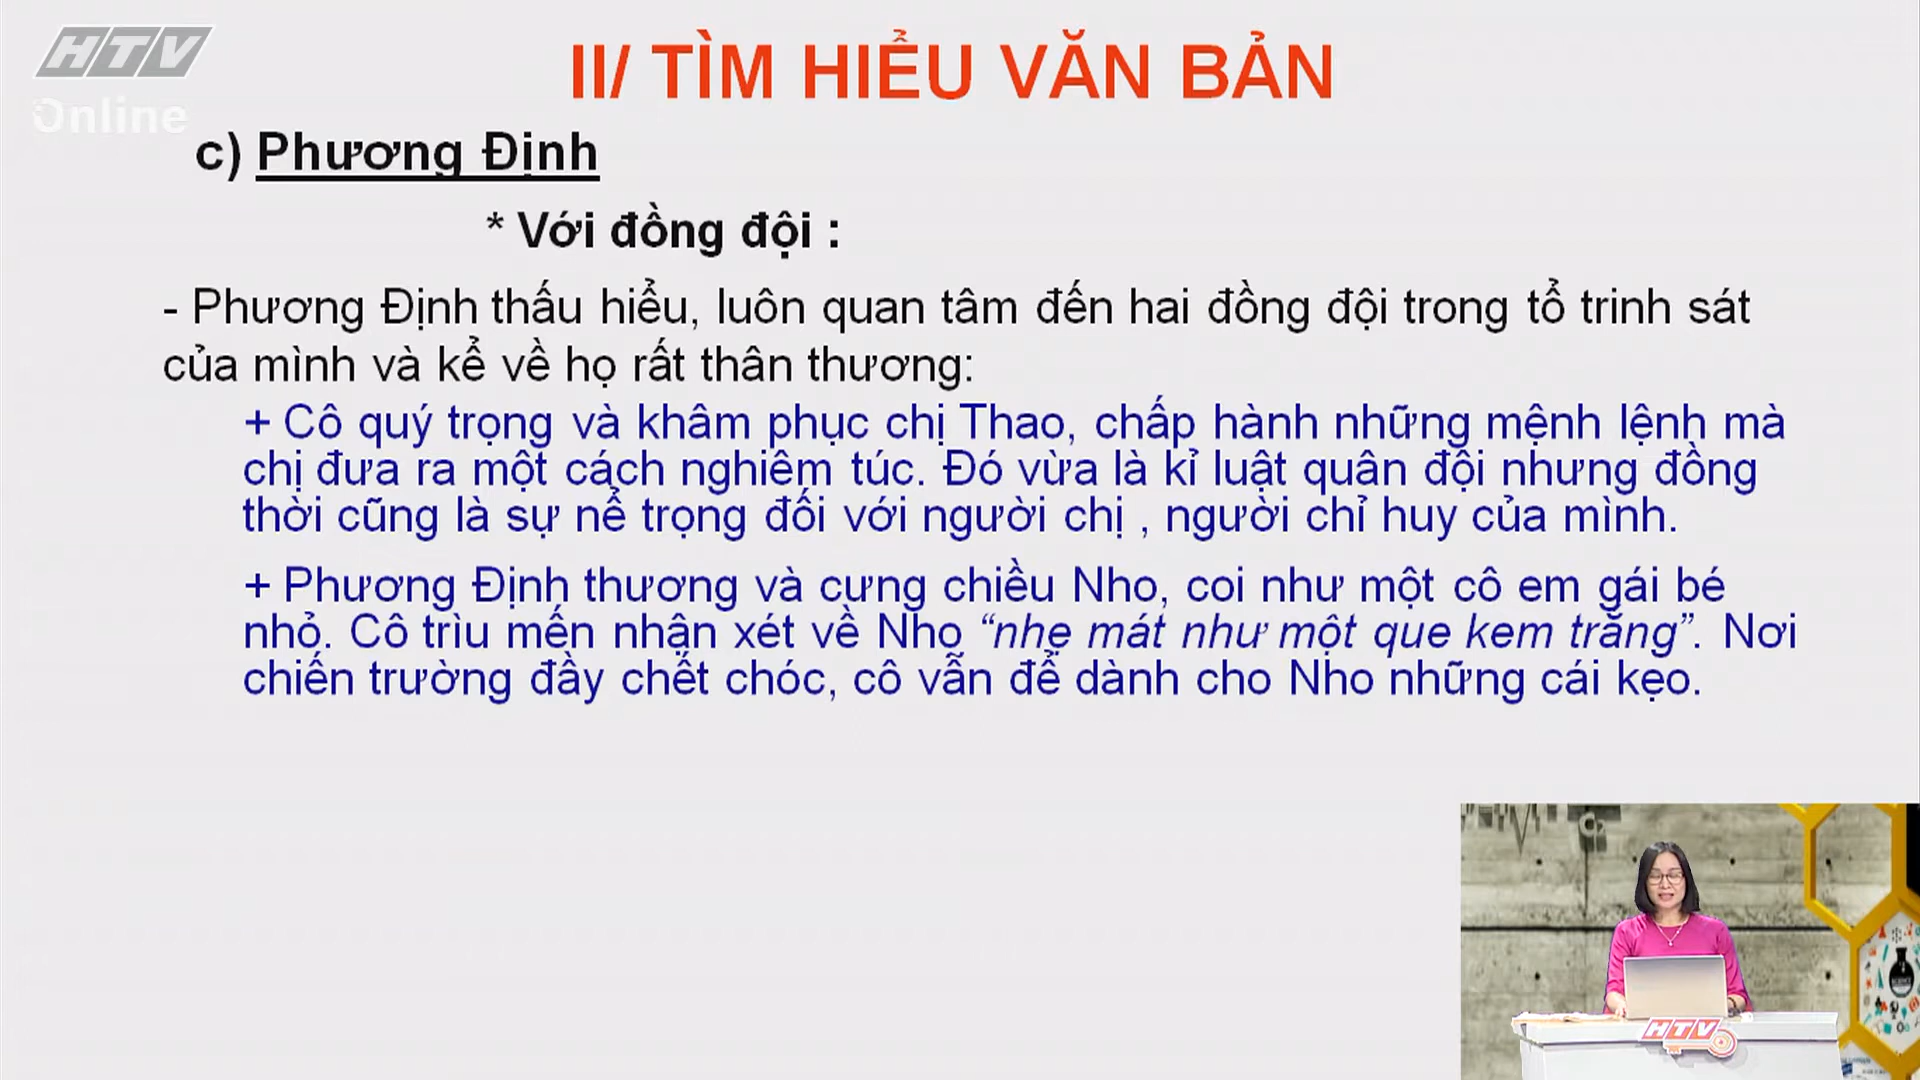 HTV
Online
II/ TÌM HIỂU VĂN BẢN
c) Phương Định
* Với đồng đội :
- Phương Định thấu hiểu, luôn quan tâm đến hai đồng đội trong tổ trinh sát
của mình và kể về họ rất thân thương:
+ Cô quý trọng và khâm phục chị Thao, chấp hành những mệnh lệnh mà
chị đưa ra một cách nghiêm túc. Đó vừa là kỉ luật quân đội nhưng đồng
thời cũng là sự nể trọng đối với người chị , người chỉ huy của mình.
+ Phương Định thương và cưng chiều Nho, coi như một cô em gái bé
nhỏ. Cô trìu mến nhận xét về Nho “nhẹ mát như một que kem trắng”. Nơi
chiến trường đầy chết chóc, cô vẫn để dành cho Nho những cái kẹo.
HTV